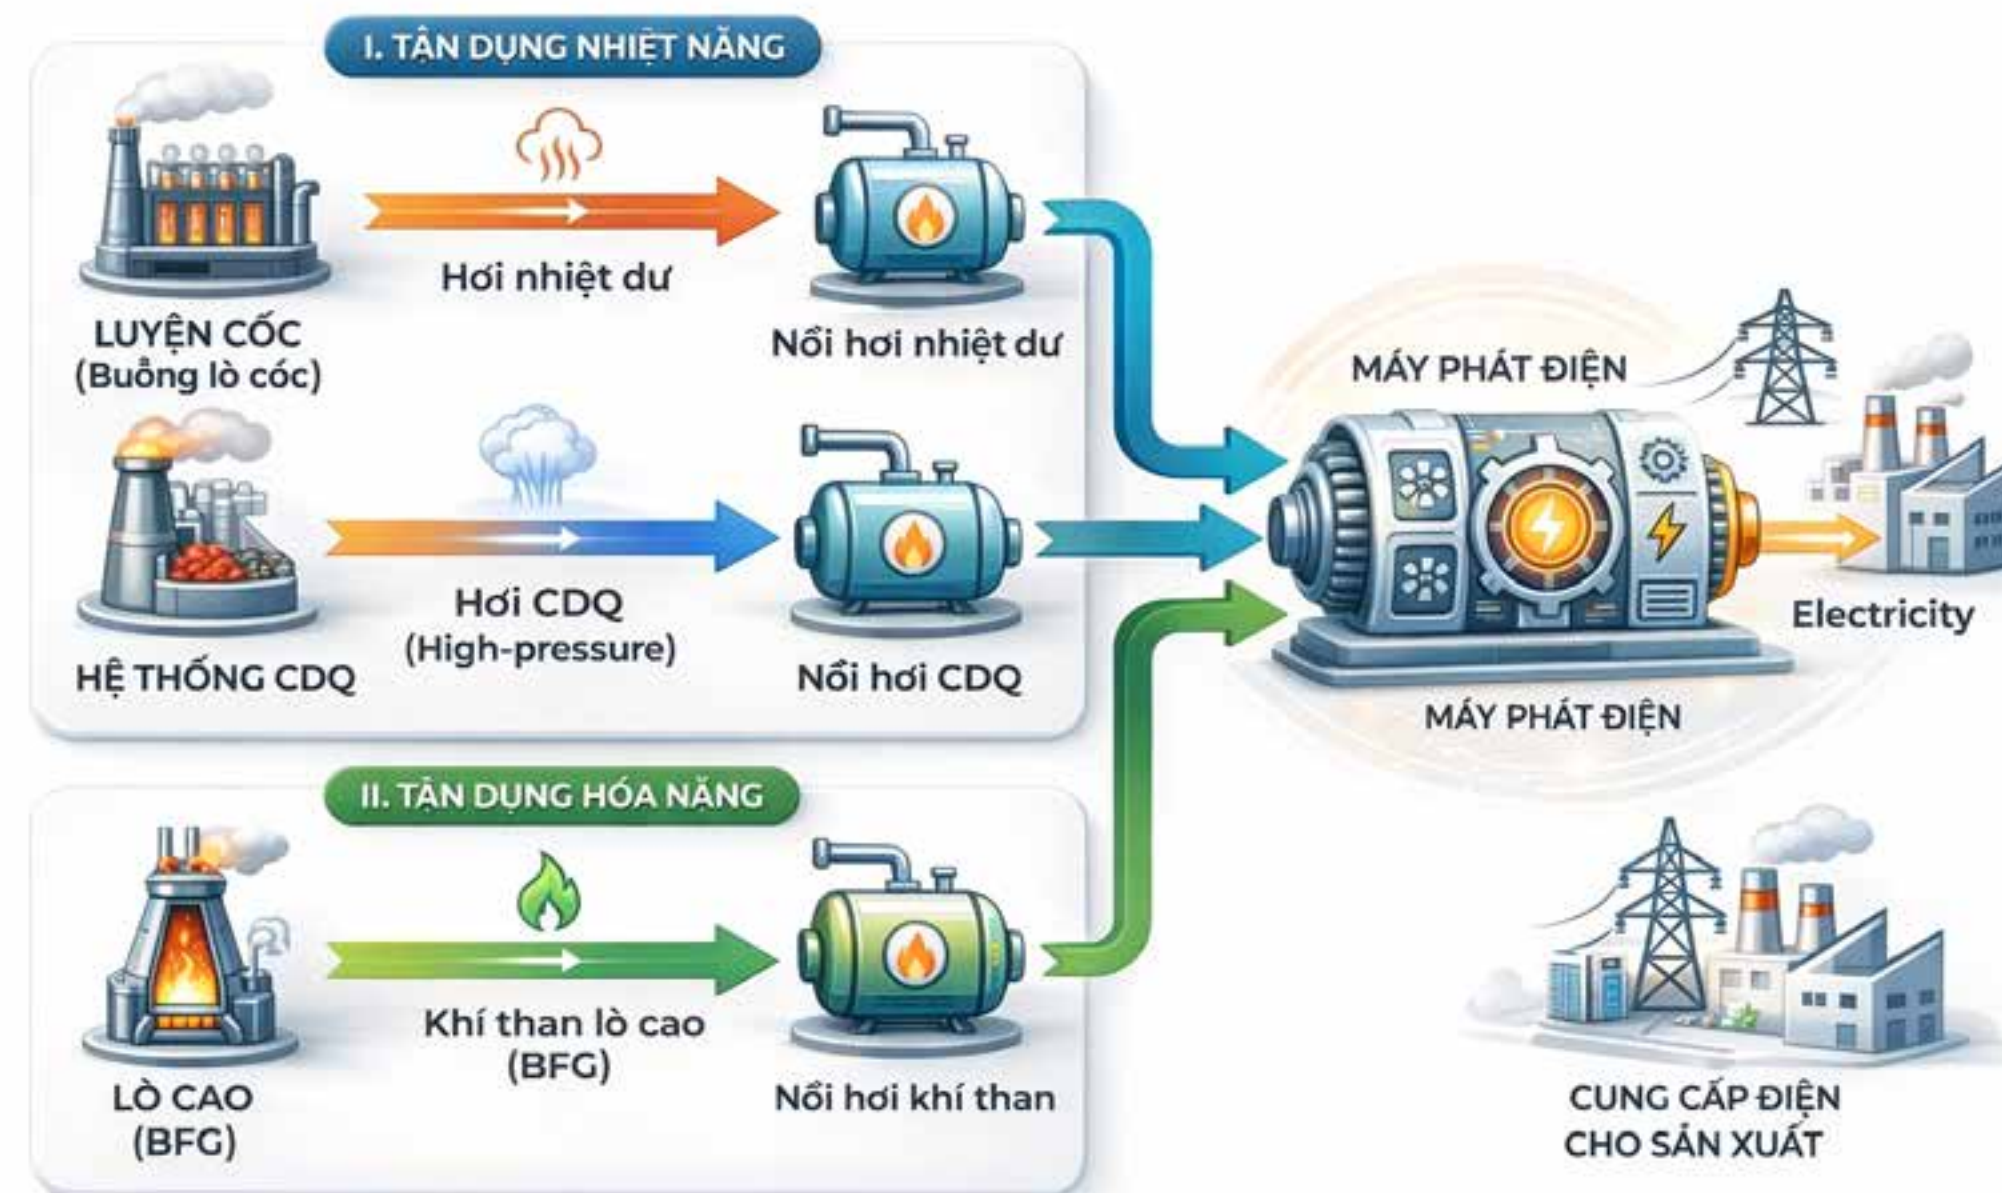 I. TẬN DỤNG NHIỆT NĂNG
Hơi nhiệt dư
LUYỆN CỐC
(Buồng lò cóc)
Nồi hơi nhiệt dư
Hơi CDQ
(High-pressure)
HỆ THỐNG CDQ
Nồi hơi CDQ
MÁY PHÁT ĐIỆN
Electricity
MÁY PHÁT ĐIỆN
II. TẬN DỤNG HÓA NĂNG
Khí than lò cao
(BFG)
LÒ CAO
(BFG)
Nồi hơi khí than
CUNG CẤP ĐIỆN
CHO SẢN XUẤT